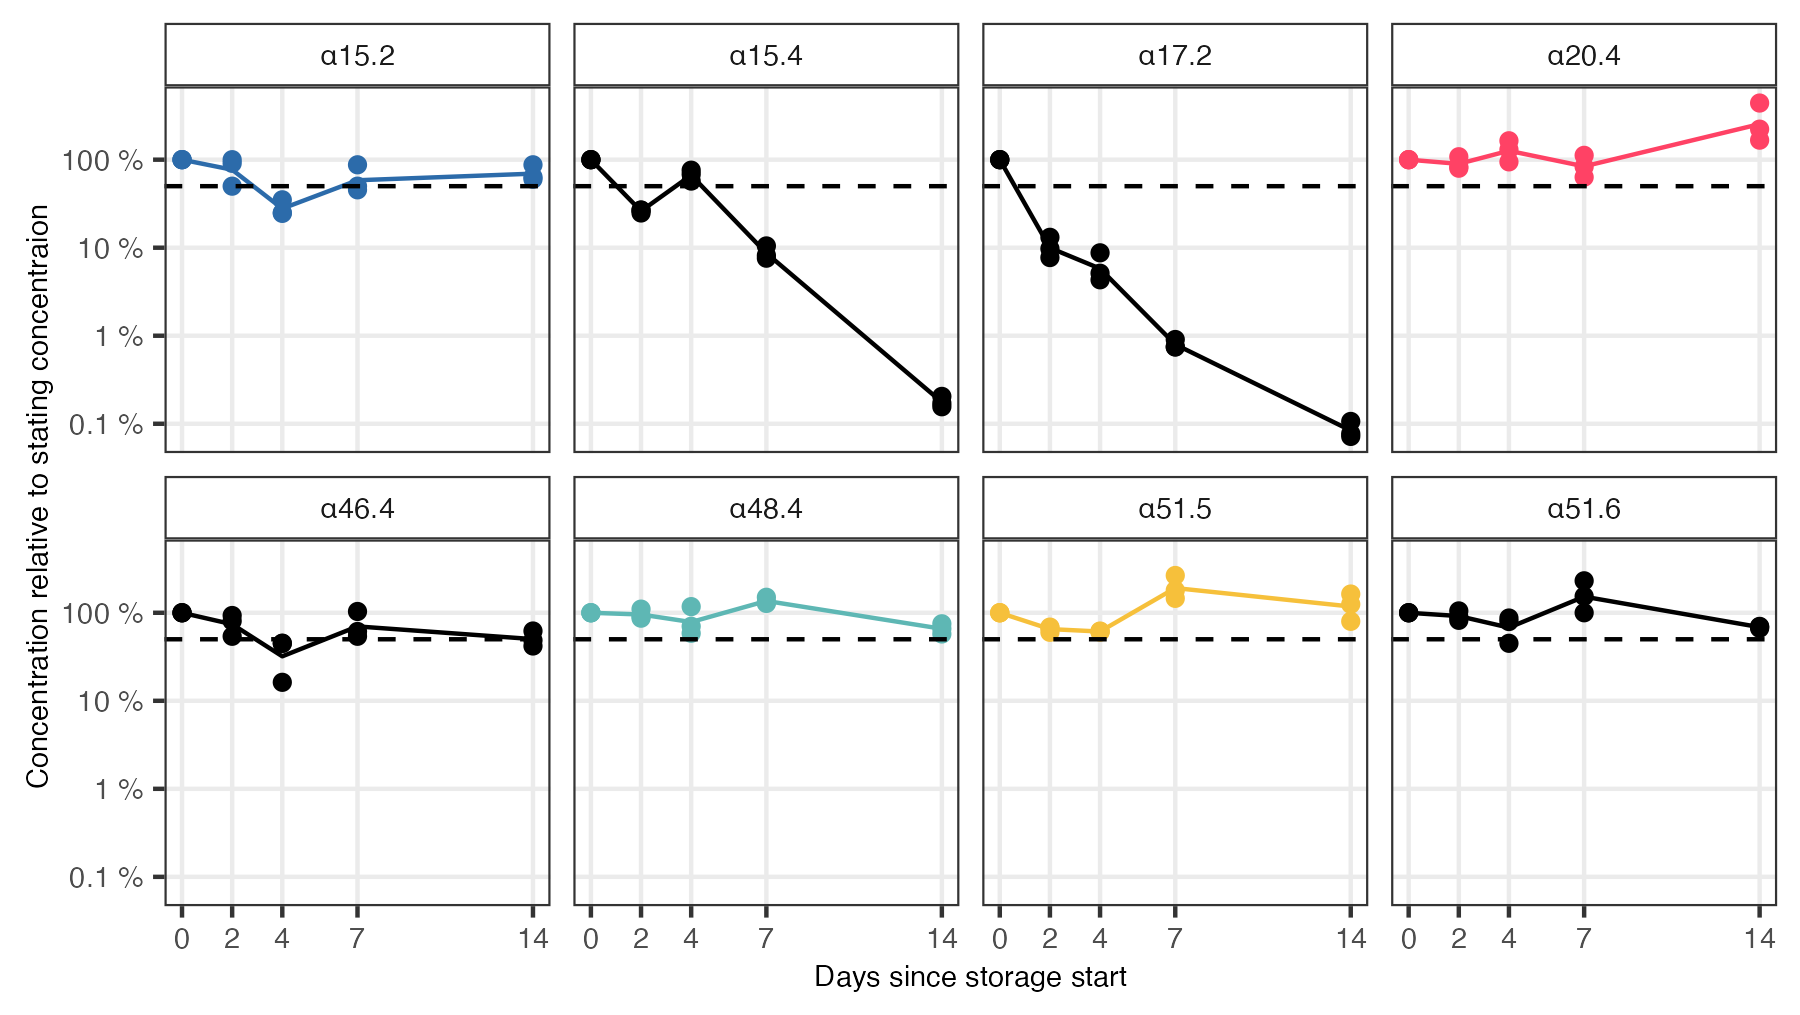 α15.2
α15.4
α17.2
α20.4
100 %
10 %
1 %
0.1 %
α46.4
α48.4
α51.5
α51.6
100 %
10 %
1 %
0.1 %
0 2 4 7 14
0 2 4 7 14
0 2 4 7 14
0 2 4 7 14
Days since storage start
Concentration relative to stating concentraion